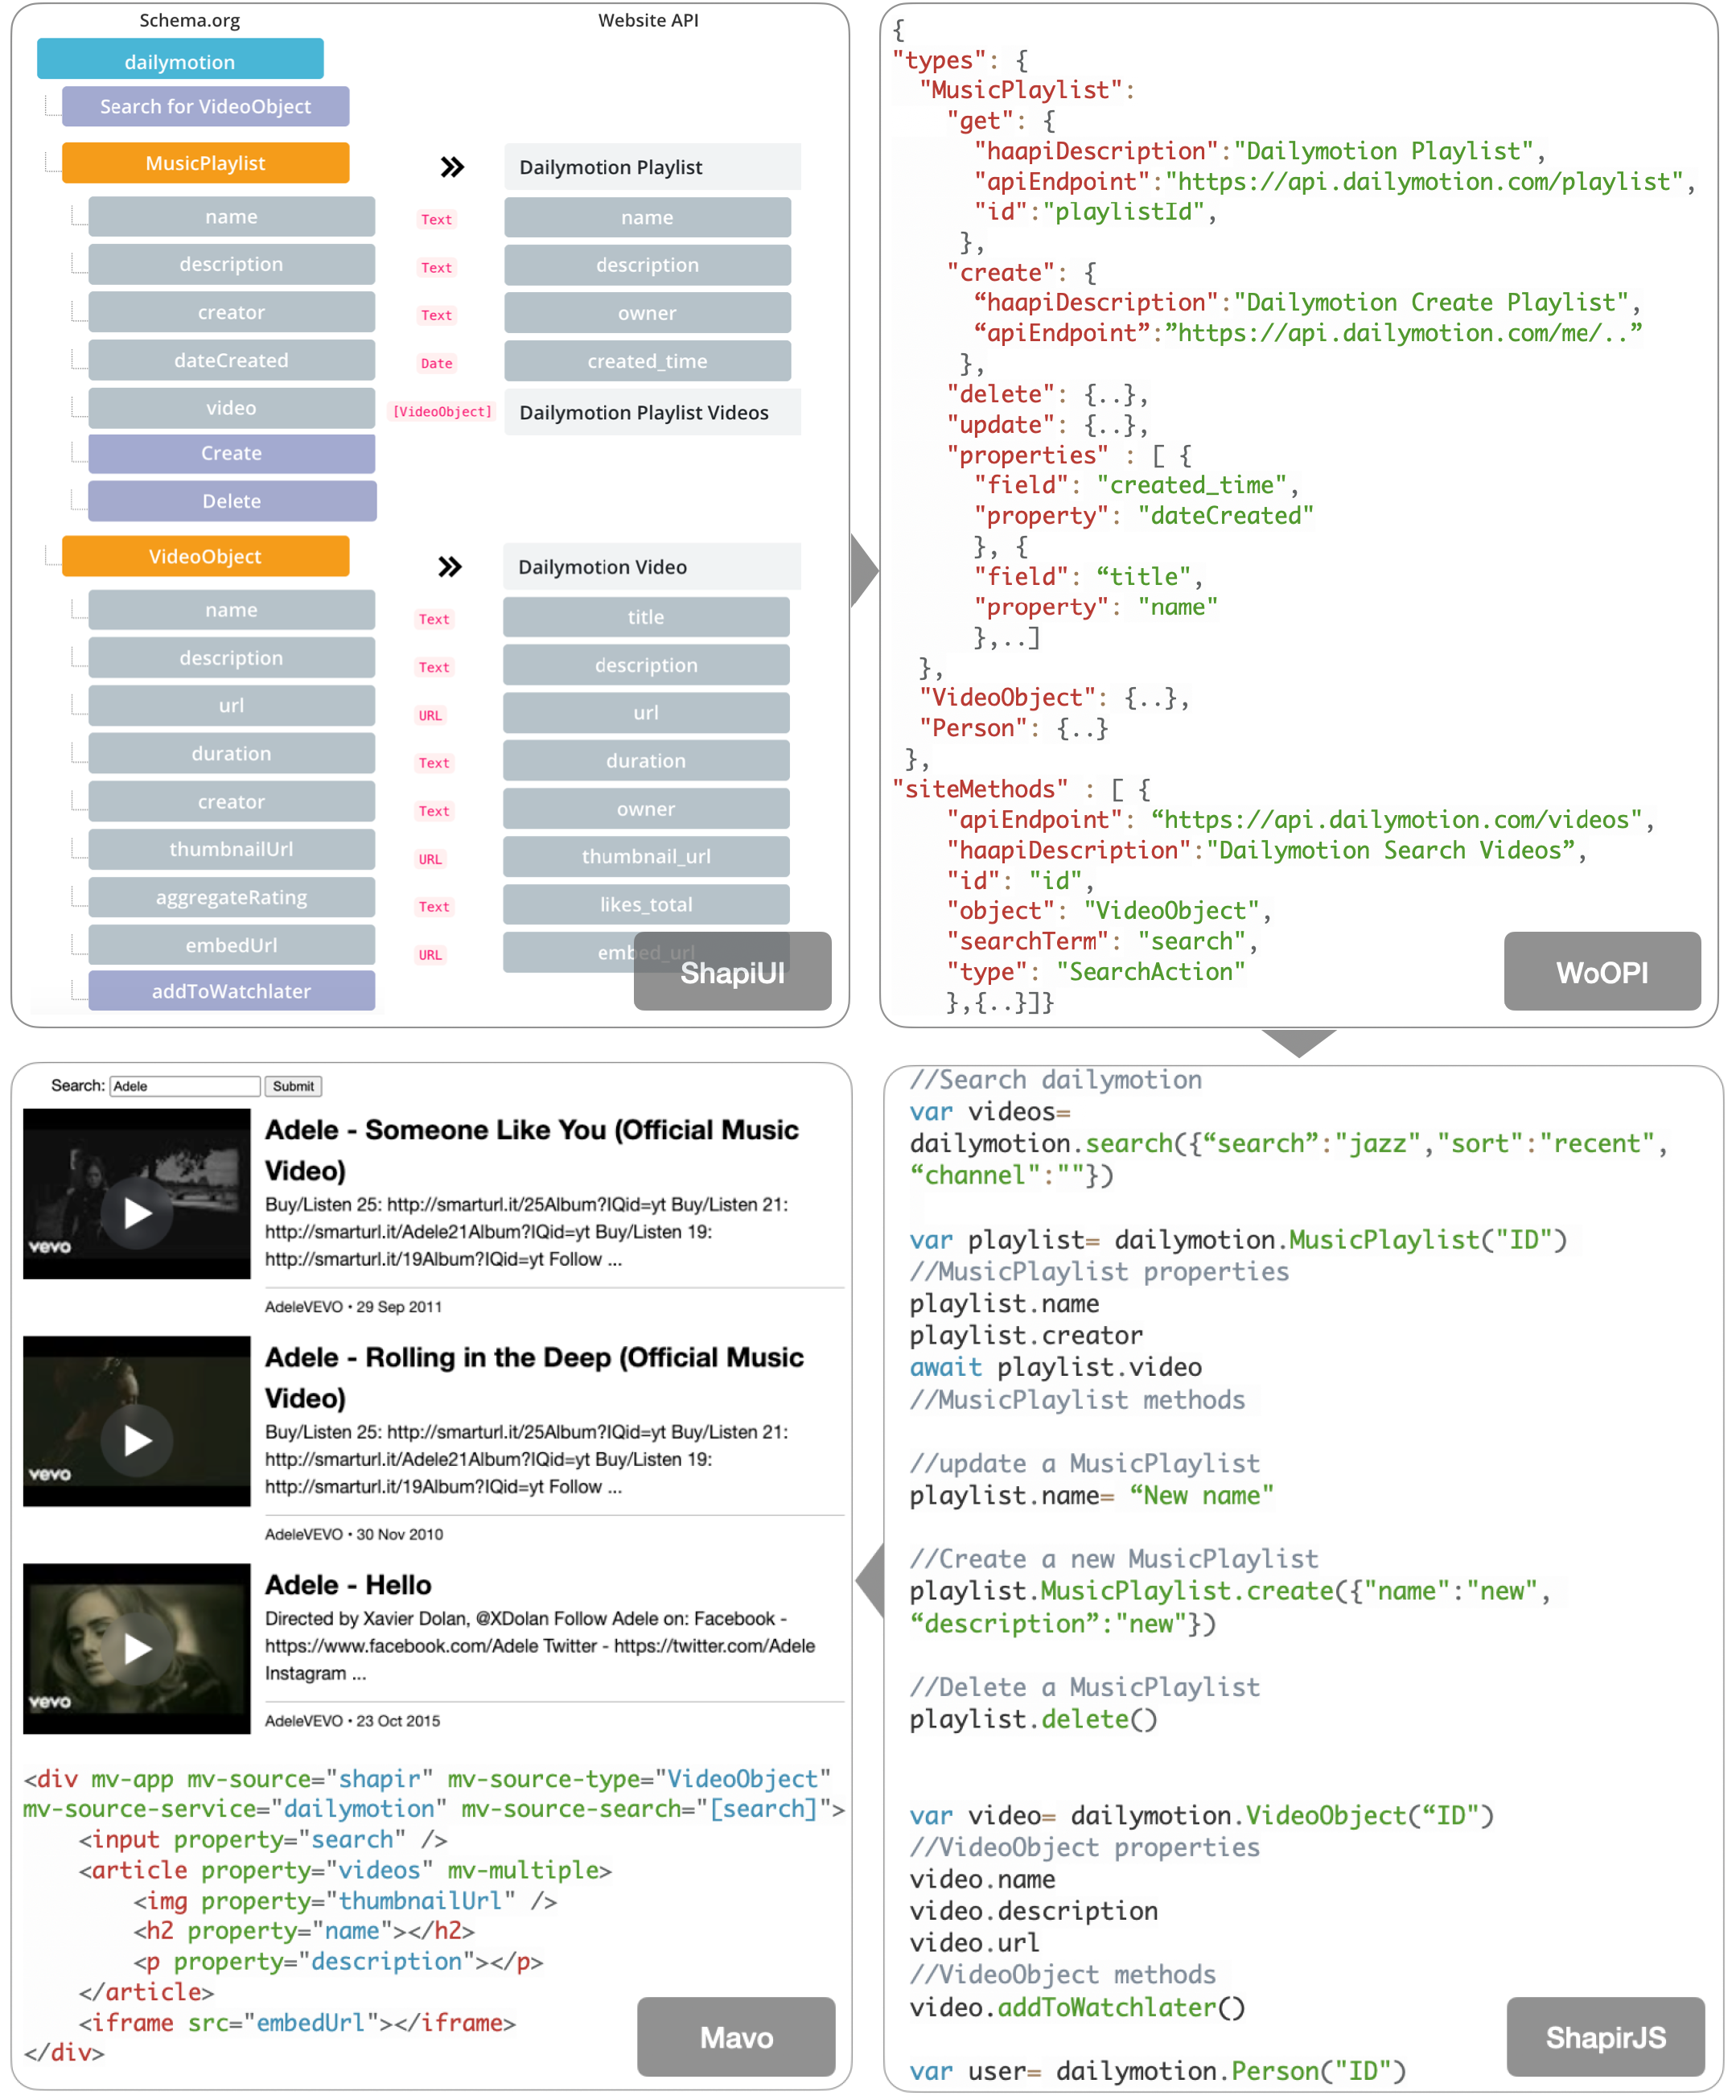 Schema.org
Website API
dailymotion
Search for VideoObject
MusicPlaylist
Dailymotion Playlist
name
Text
name
description
Text
description
creator
Text
owner
dateCreated
Date
created_time
video
[VideoObject]
Dailymotion Playlist Videos
Create
Delete
VideoObject
Dailymotion Video
name
Text
title
description
Text
description
url
URL
url
duration
Text
duration
creator
Text
owner
thumbnailUrl
URL
thumbnail_url
aggregateRating
Text
likes_total
embedUrl
URL
embed_url
addToWatchlater
ShapiUI
{
"types": {
"MusicPlaylist":
"get": {
"haapiDescription":"Dailymotion Playlist",
"apiEndpoint":"https://api.dailymotion.com/playlist",
"id":"playlistId",
},
"create": {
“haapiDescription":"Dailymotion Create Playlist",
“apiEndpoint”:”https://api.dailymotion.com/me/..”
},
"delete": {..},
"update": {..},
"properties" : [ {
"field": "created_time",
"property": "dateCreated"
}, {
"field": “title",
"property": "name"
},..]
},
"VideoObject": {..},
"Person": {..}
},
"siteMethods" : [ {
"apiEndpoint": “https://api.dailymotion.com/videos",
"haapiDescription":"Dailymotion Search Videos”,
"id": "id",
"object": "VideoObject",
"searchTerm": "search",
"type": "SearchAction"
},{..}]}
WoOPI
Search: Adele Submit
Adele - Someone Like You (Official Music
Video)
Buy/Listen 25: http://smarturl.it/25Album?IQid=yt Buy/Listen 21:
http://smarturl.it/Adele21Album?IQid=yt Buy/Listen 19:
http://smarturl.it/19Album?IQid=yt Follow ...
vevo
AdeleVEVO • 29 Sep 2011
Adele - Rolling in the Deep (Official Music
Video)
Buy/Listen 25: http://smarturl.it/25Album?IQid=yt Buy/Listen 21:
http://smarturl.it/Adele21Album?IQid=yt Buy/Listen 19:
http://smarturl.it/19Album?IQid=yt Follow ...
vevo
AdeleVEVO • 30 Nov 2010
Adele - Hello
Directed by Xavier Dolan, @XDolan Follow Adele on: Facebook -
https://www.facebook.com/Adele Twitter - https://twitter.com/Adele
Instagram ...
vevo
AdeleVEVO • 23 Oct 2015
<div mv-app mv-source="shapir" mv-source-type="VideoObject"
mv-source-service="dailymotion" mv-source-search="[search]">
<input property="search" />
<article property="videos" mv-multiple>
<img property="thumbnailUrl" />
<h2 property="name"></h2>
<p property="description"></p>
</article>
<iframe src="embedUrl"></iframe>
</div>
Mavo
//Search dailymotion
var videos=
dailymotion.search({“search”:"jazz","sort":"recent",
“channel":""})
var playlist= dailymotion.MusicPlaylist("ID")
//MusicPlaylist properties
playlist.name
playlist.creator
await playlist.video
//MusicPlaylist methods
//update a MusicPlaylist
playlist.name= “New name"
//Create a new MusicPlaylist
playlist.MusicPlaylist.create({"name":"new",
“description”:"new"})
//Delete a MusicPlaylist
playlist.delete()
var video= dailymotion.VideoObject(“ID")
//VideoObject properties
video.name
video.description
video.url
//VideoObject methods
video.addToWatchlater()
var user= dailymotion.Person("ID")
ShapirJS